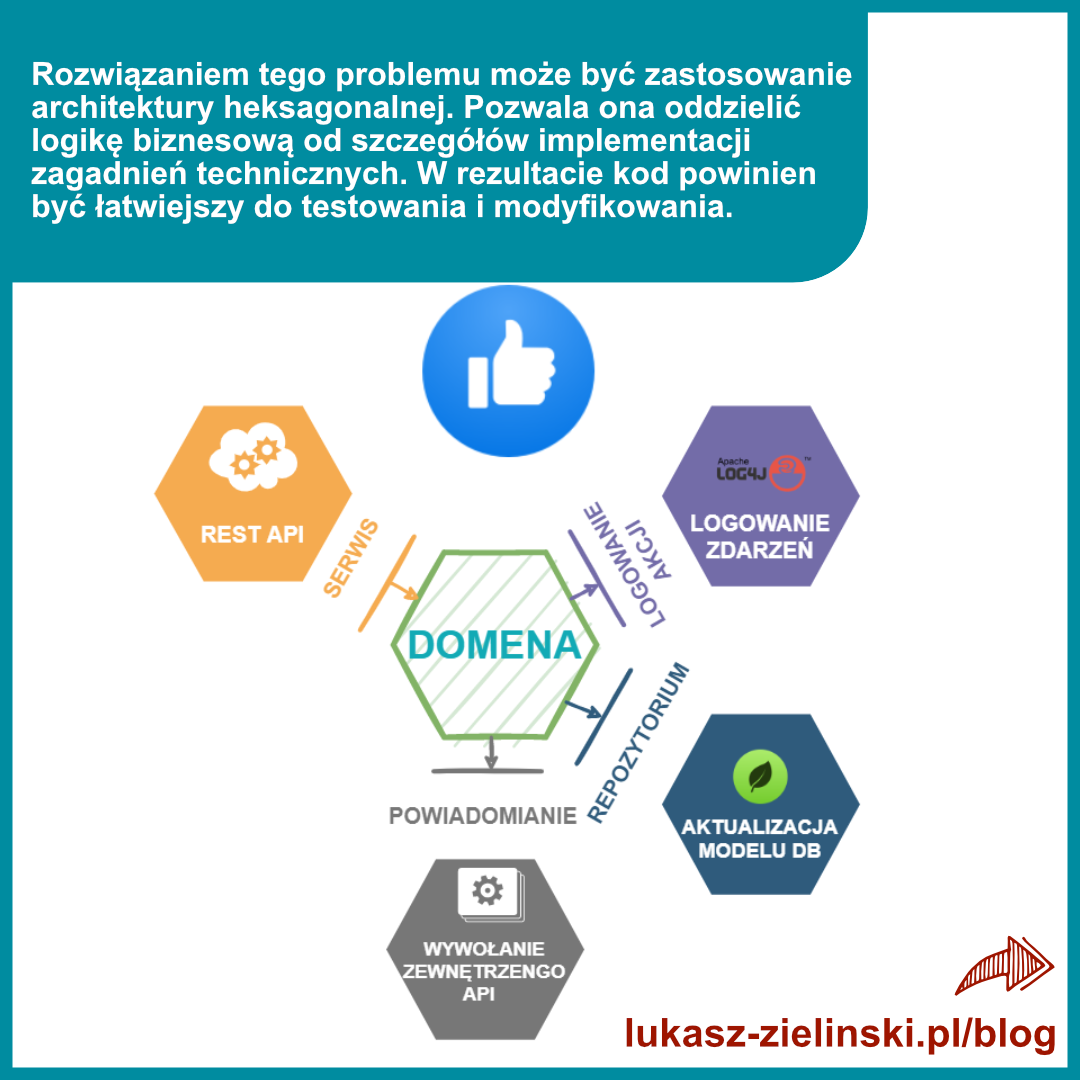 Rozwiązaniem tego problemu może być zastosowanie
architektury heksagonalnej. Pozwala ona oddzielić
logikę biznesową od szczegółów implementacji
zagadnień technicznych. W rezultacie kod powinien
być łatwiejszy do testowania i modyfikowania.
REST API
SERWIS
Apache
LOG4J
TM
LOGOWANIE
ZDARZEŃ
LOGOWANIE
AKCJI
DOMENA
REPOZYTORIUM
POWIADOMIANIE
AKTUALIZACJA
MODELU DB
WYWOŁANIE
ZEWNĘTRZENGO
API
lukasz-zielinski.pl/blog